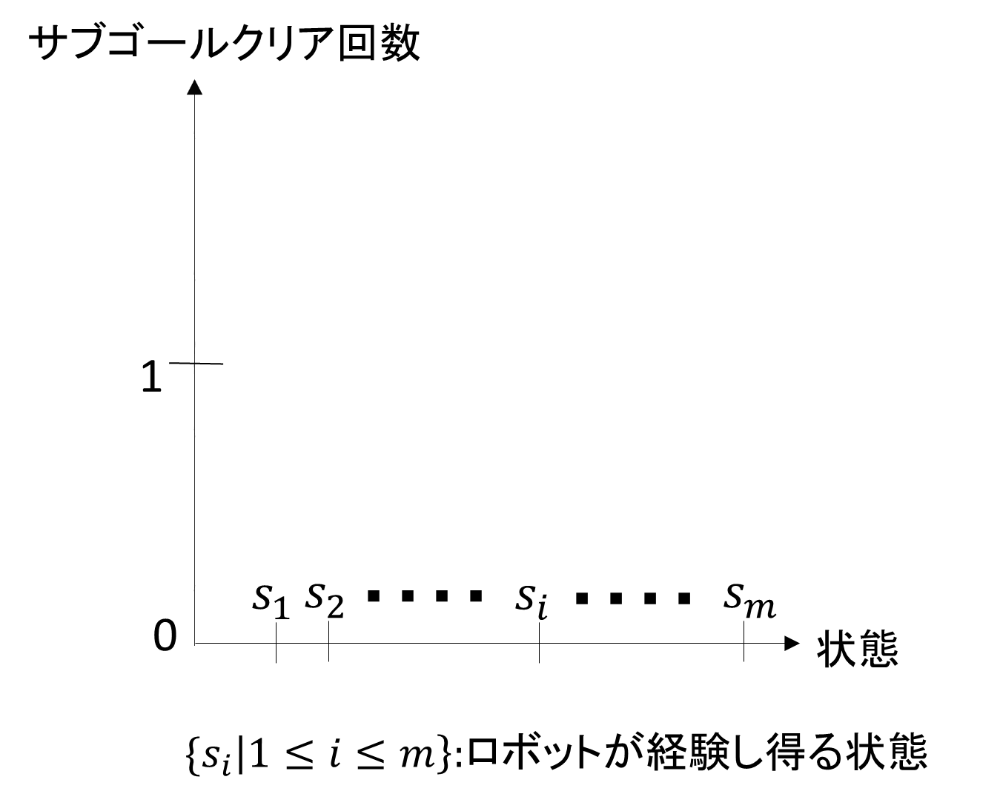 サブゴールクリア回数
1
s₁ s₂ ▪ ▪ ▪ ▪ sᵢ ▪ ▪ ▪ ▪ sₘ
0
状態
{sᵢ|1 ≤ i ≤ m}:ロボットが経験し得る状態